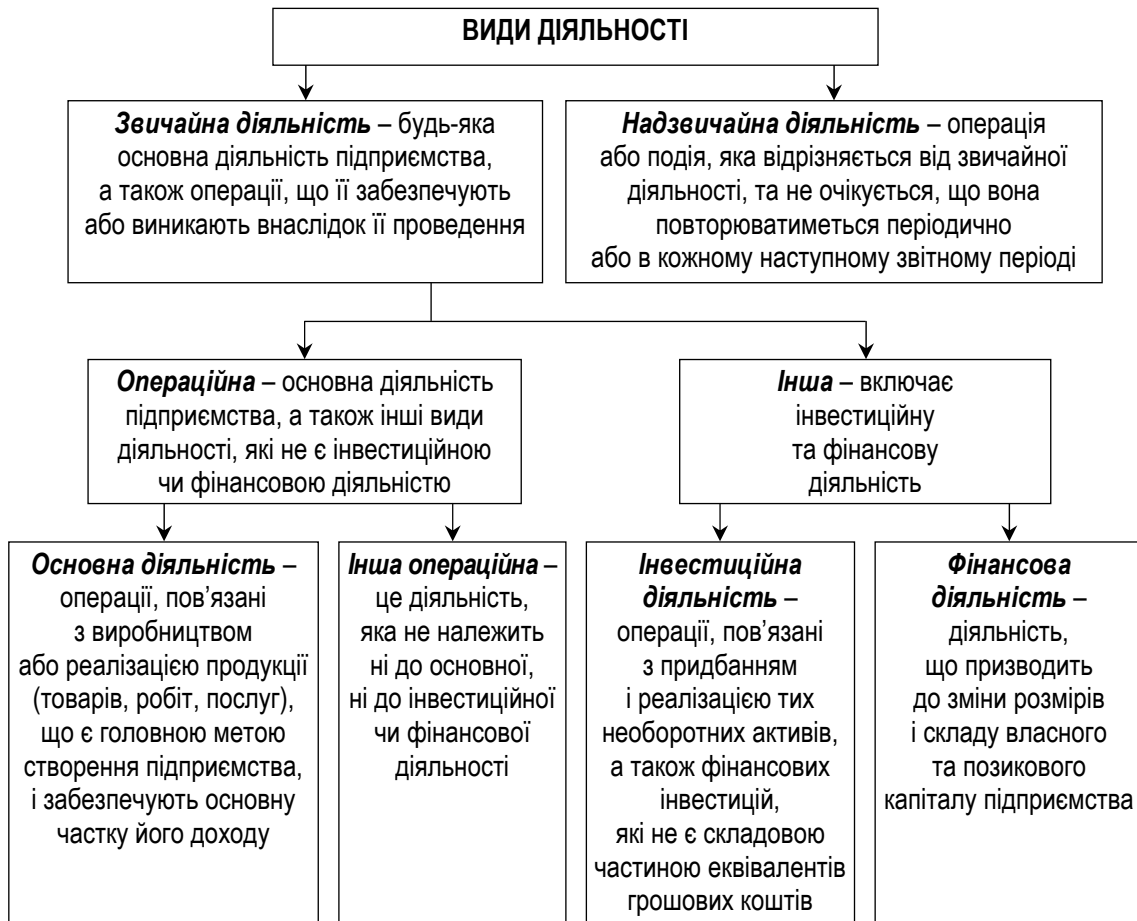 ВИДИ ДІЯЛЬНОСТІ
Звичайна діяльність – будь-яка
основна діяльність підприємства,
а також операції, що її забезпечують
або виникають внаслідок її проведення
Надзвичайна діяльність – операція
або подія, яка відрізняється від звичайної
діяльності, та не очікується, що вона
повторюватиметься періодично
або в кожному наступному звітному періоді
Операційна – основна діяльність
підприємства, а також інші види
діяльності, які не є інвестиційною
чи фінансовою діяльністю
Інша – включає
інвестиційну
та фінансову
діяльність
Основна діяльність –
операції, пов’язані
з виробництвом
або реалізацією продукції
(товарів, робіт, послуг),
що є головною метою
створення підприємства,
і забезпечують основну
частку його доходу
Інша операційна –
це діяльність,
яка не належить
ні до основної,
ні до інвестиційної
чи фінансової
діяльності
Інвестиційна
діяльність –
операції, пов’язані
з придбанням
і реалізацією тих
необоротних активів,
а також фінансових
інвестицій,
які не є складовою
частиною еквівалентів
грошових коштів
Фінансова
діяльність –
діяльність,
що призводить
до зміни розмірів
і складу власного
та позикового
капіталу підприємства